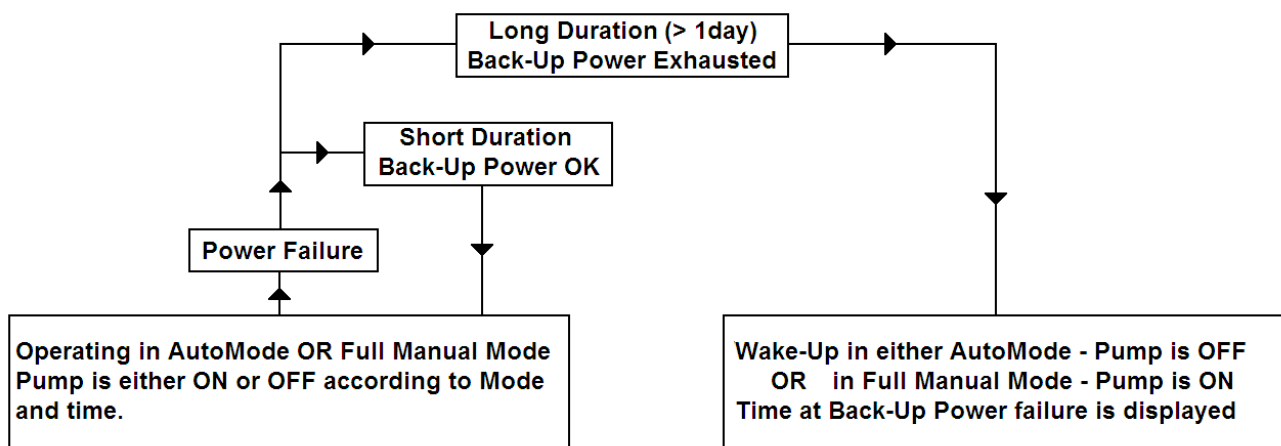 Long Duration (> 1day)
Back-Up Power Exhausted
Short Duration
Back-Up Power OK
Power Failure
Operating in AutoMode OR Full Manual Mode
Pump is either ON or OFF according to Mode
and time.
Wake-Up in either AutoMode - Pump is OFF
OR in Full Manual Mode - Pump is ON
Time at Back-Up Power failure is displayed